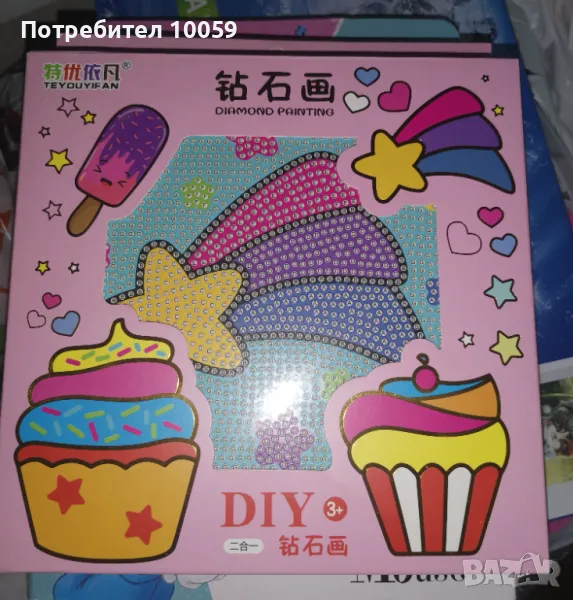 Потребител 10059
特优依凡®
TEYOUYIFAN
钻石画
DIAMOND PAINTING
DIY 3+
二合一 钻石画
BAZAR